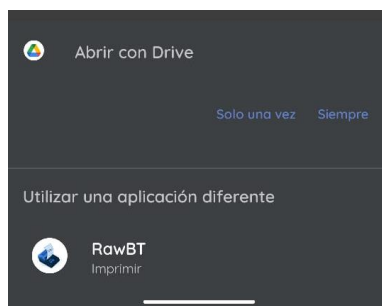 Abrir con Drive
Solo una vez Siempre
Utilizar una aplicación diferente
RawBT
Imprimir